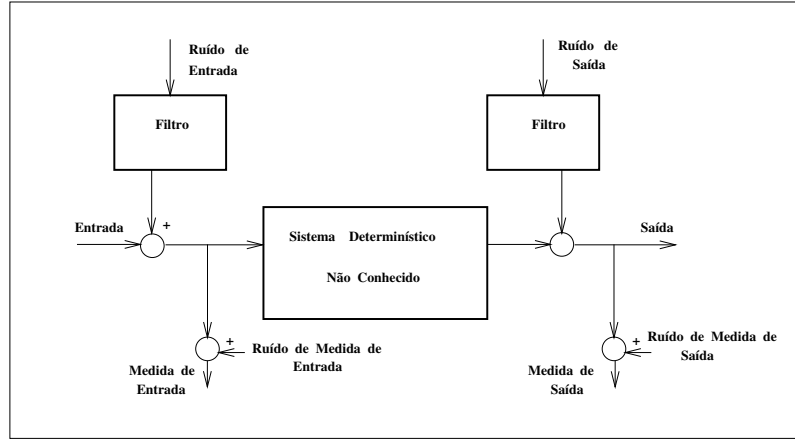 Ruído de
Entrada
Ruído de
Saída
Filtro
Filtro
Entrada
+
Sistema Determinístico
Não Conhecido
Saída
+
Ruído de Medida de
Entrada
Medida de
Entrada
+
Ruído de Medida de
Saída
Medida de
Saída